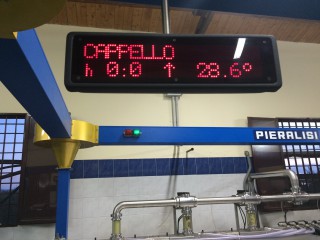 CAPPELLO
h 0:0 ↑ 28.6°
PIERALISI